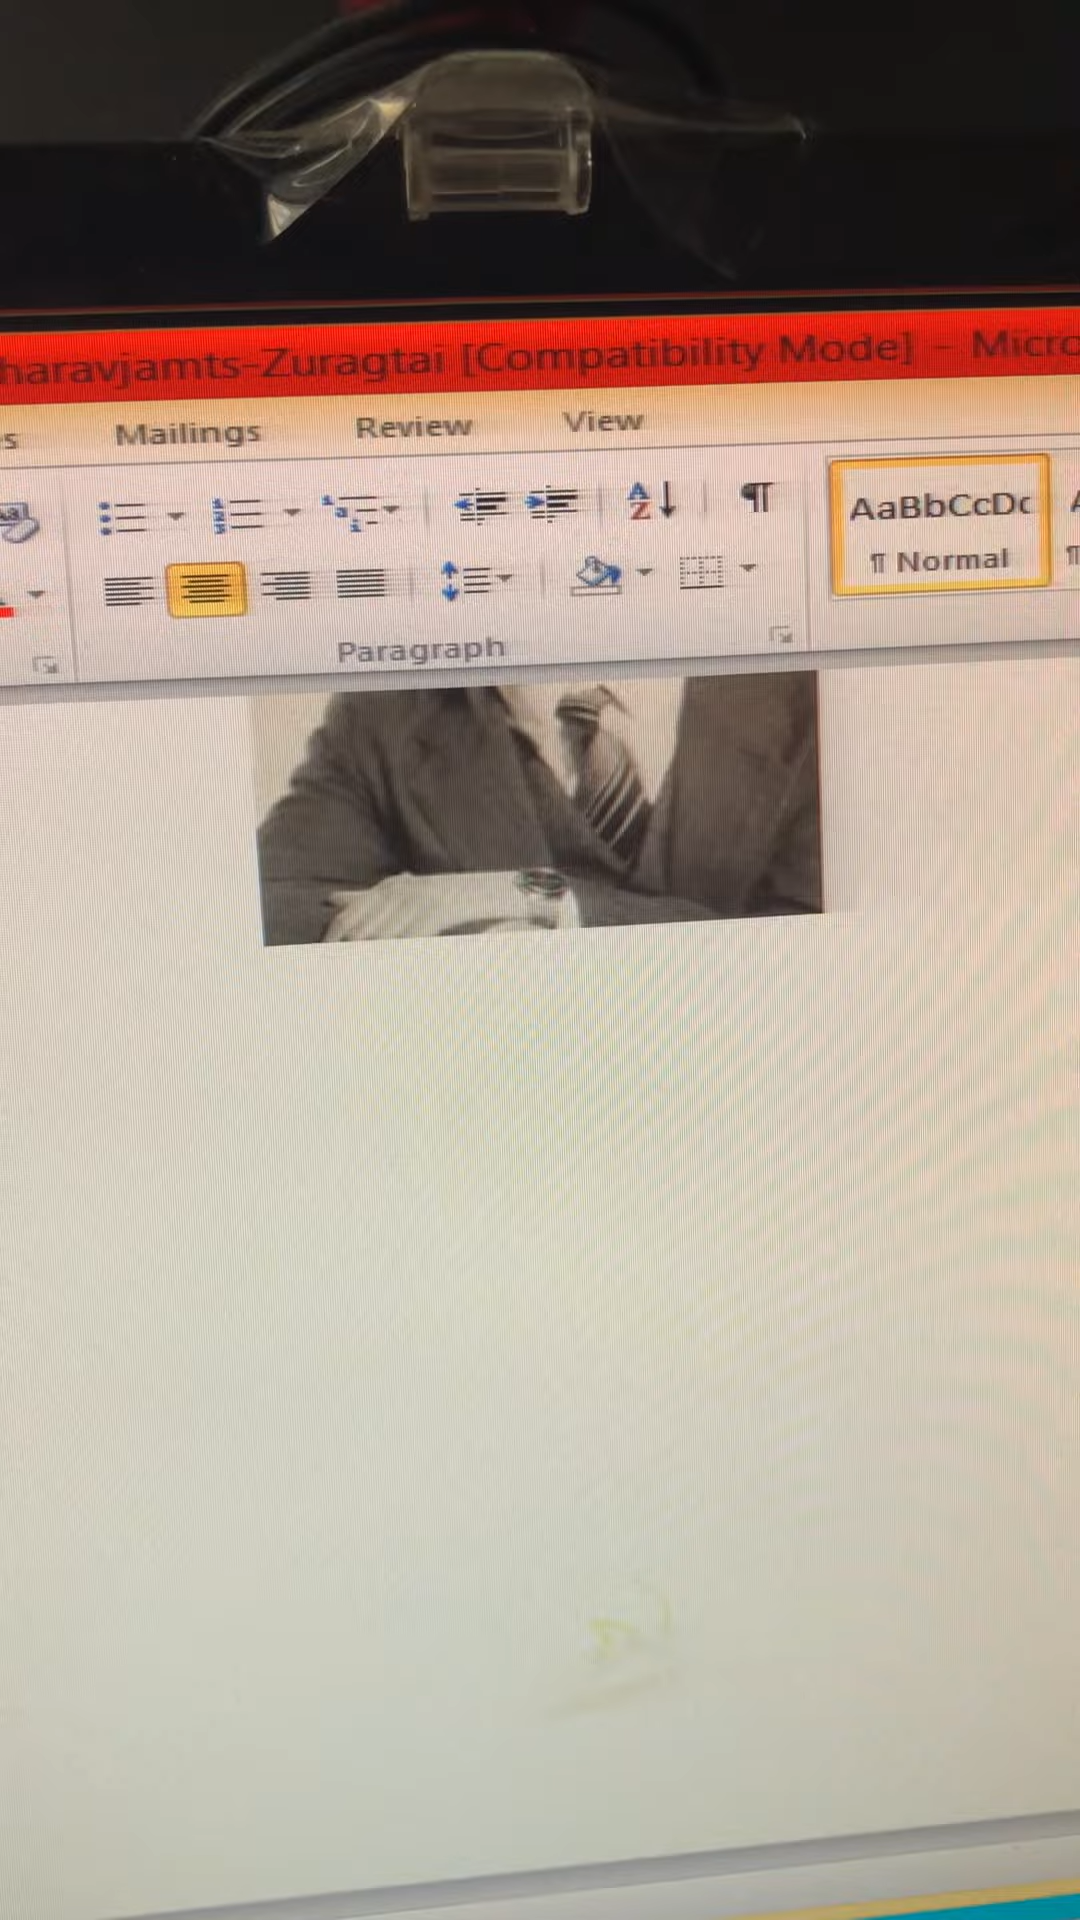 haravjamts-Zuragtai [Compatibility Mode] - Micro
Mailings Review View
AaBbCcDc
¶ Normal
Paragraph